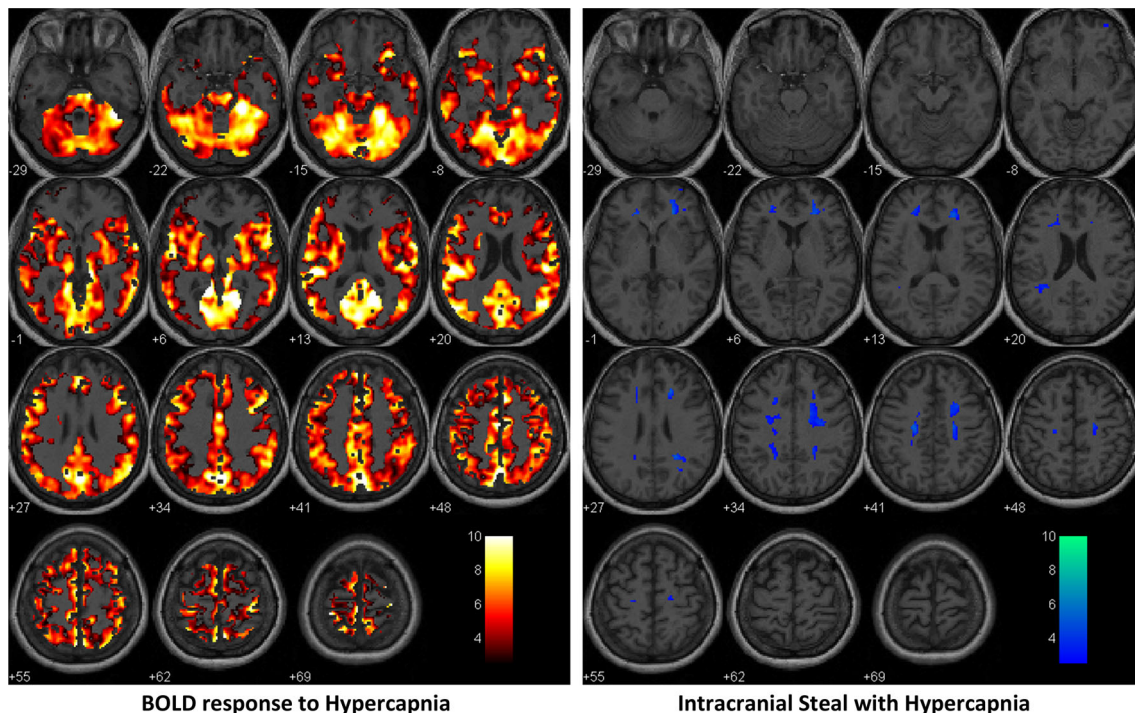 -29 -22 -15 -8
-1 +6 +13 +20
+27 +34 +41 +48
10
8
6
4
+55 +62 +69
BOLD response to Hypercapnia
-29 -22 -15 -8
-1 +6 +13 +20
+27 +34 +41 +48
10
8
6
4
+55 +62 +69
Intracranial Steal with Hypercapnia